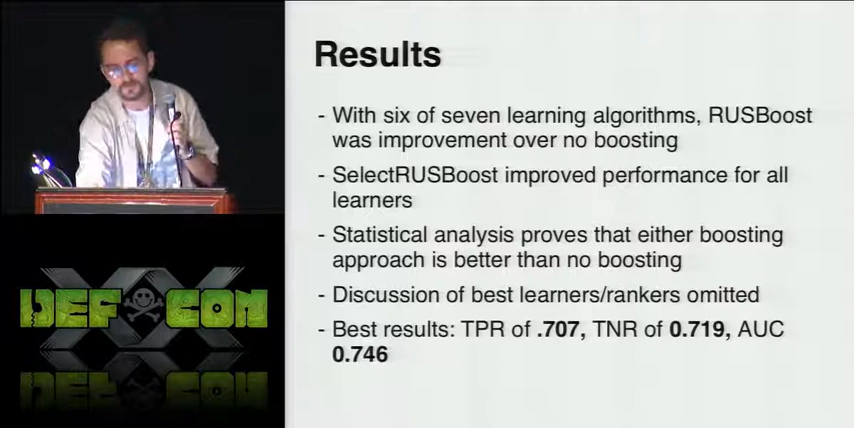 Results
- With six of seven learning algorithms, RUSBoost
was improvement over no boosting
- SelectRUSBoost improved performance for all
learners
- Statistical analysis proves that either boosting
approach is better than no boosting
- Discussion of best learners/rankers omitted
- Best results: TPR of .707, TNR of 0.719, AUC
0.746
XX
DEF CON